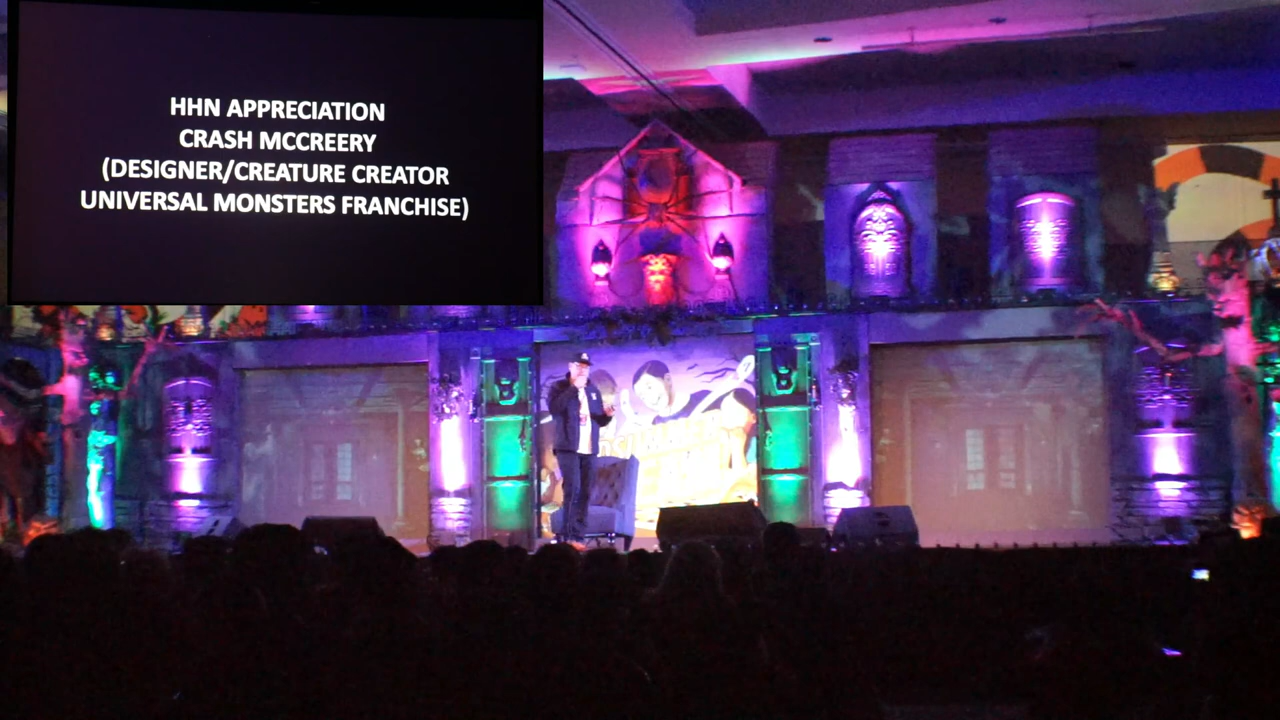 HHN APPRECIATION
CRASH MCCREERY
(DESIGNER/CREATURE CREATOR
UNIVERSAL MONSTERS FRANCHISE)